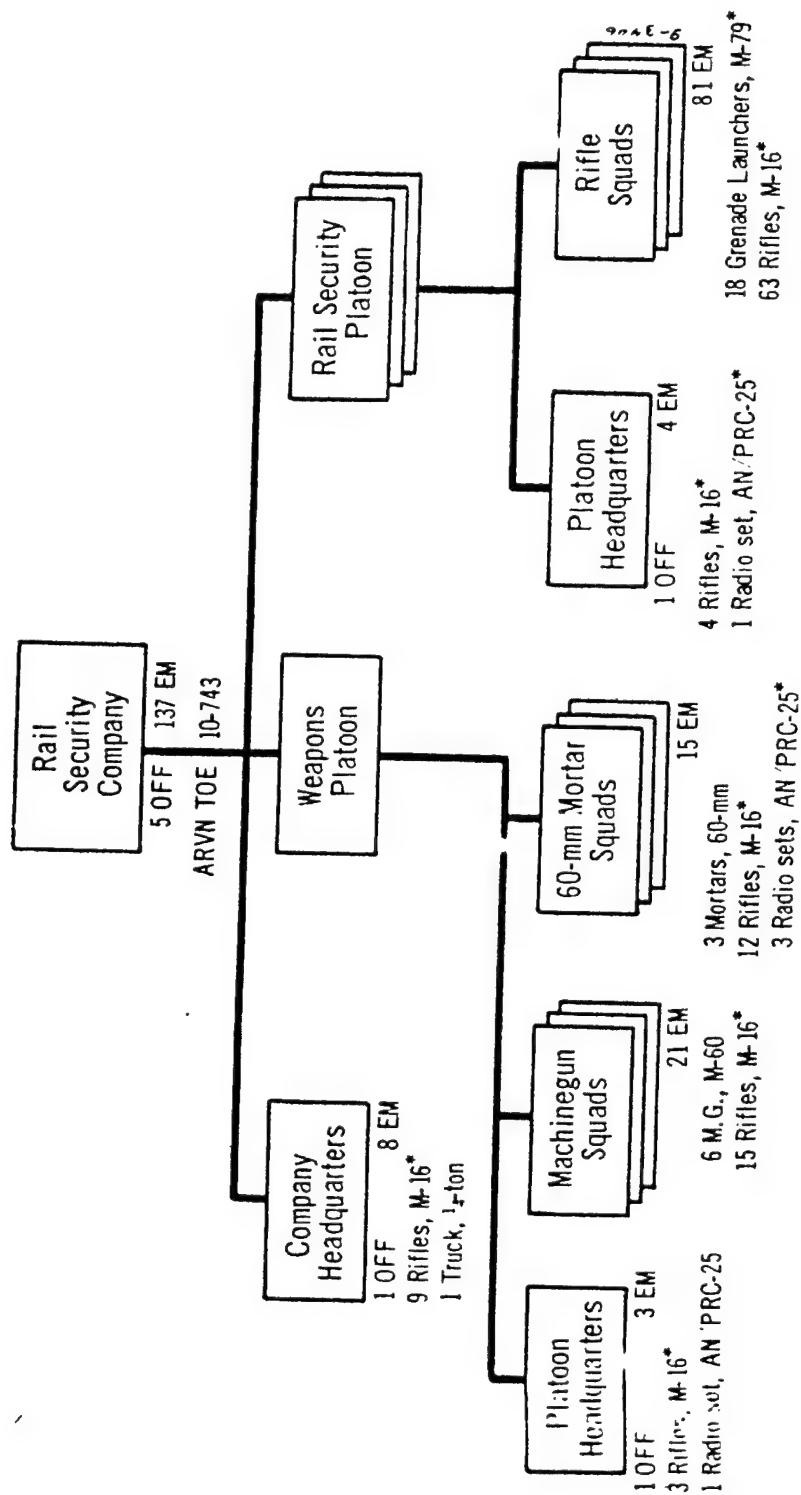 Rail
Security
Company
5 OFF 137 EM
ARVN TOE 10-743
Company
Headquarters
1 OFF 8 EM
9 Rifles, M-16*
1 Truck, -ton
Weapons
Platoon
Rail Security
Platoon
Platoon
Headquarters
1 OFF 3 EM
3 Rifles, M-16*
1 Radio set, AN/PRC-25
Machinegun
Squads
21 EM
6 M.G., M-60
15 Rifles, M-16*
60-mm Mortar
Squads
15 EM
3 Mortars, 60-mm
12 Rifles, M-16*
3 Radio sets, AN/PRC-25*
Platoon
Headquarters
1 OFF 4 EM
4 Rifles, M-16*
1 Radio set, AN/PRC-25*
Rifle
Squads
81 EM
18 Grenade Launchers, M-79*
63 Rifles, M-16*